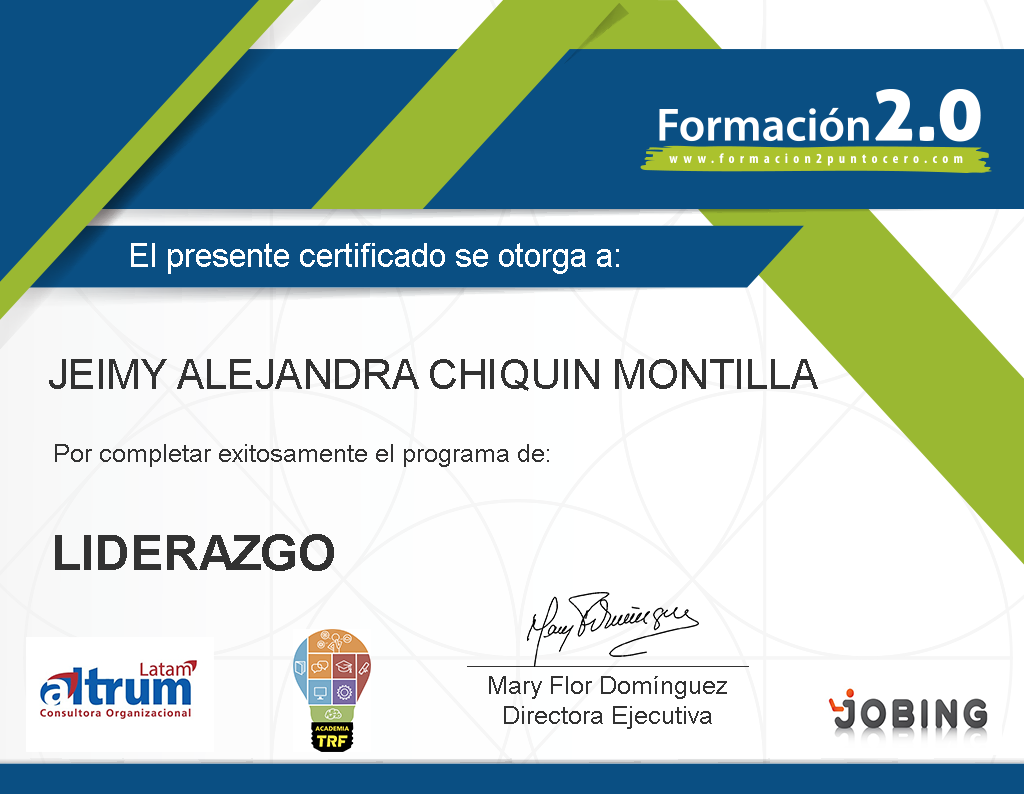 Formación 2.0
www.formacion2puntocero.com
El presente certificado se otorga a:
JEIMY ALEJANDRA CHIQUIN MONTILLA
Por completar exitosamente el programa de:
LIDERAZGO
Mary Domínguez
Mary Flor Domínguez
Directora Ejecutiva
Latam
altrum
Consultora Organizacional
ACADEMIA
TRF
JOBING